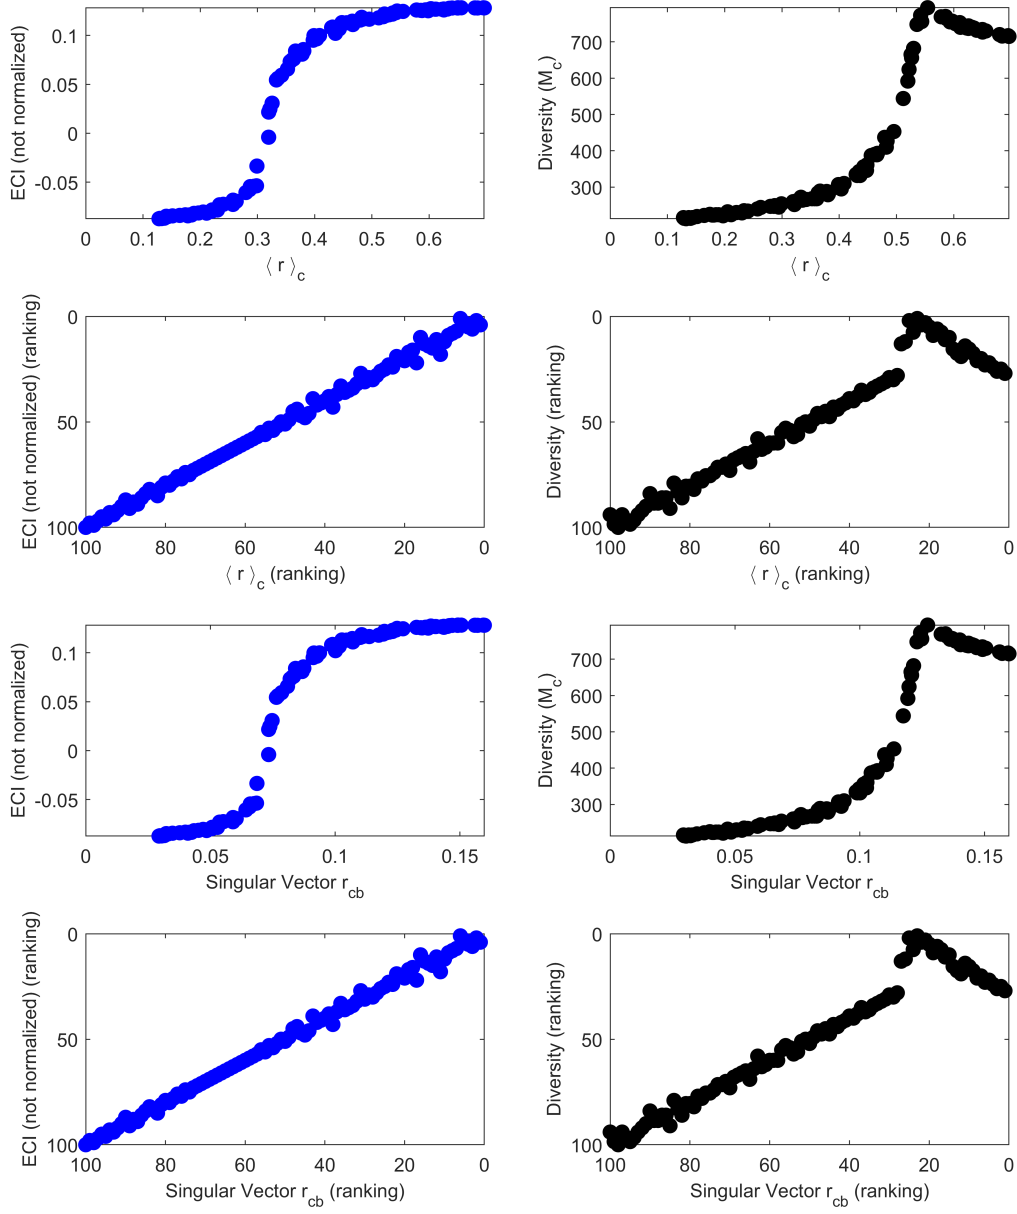 ECI (not normalized)
0.1
0.05
0
-0.05
0 0.1 0.2 0.3 0.4 0.5 0.6
⟨ r ⟩c
Diversity (Mc)
700
600
500
400
300
0 0.1 0.2 0.3 0.4 0.5 0.6
⟨ r ⟩c
ECI (not normalized) (ranking)
0
50
100
100 80 60 40 20 0
⟨ r ⟩c (ranking)
Diversity (ranking)
0
50
100
100 80 60 40 20 0
⟨ r ⟩c (ranking)
ECI (not normalized)
0.1
0.05
0
-0.05
0 0.05 0.1 0.15
Singular Vector rcb
Diversity (Mc)
700
600
500
400
300
0 0.05 0.1 0.15
Singular Vector rcb
ECI (not normalized) (ranking)
0
50
100
100 80 60 40 20 0
Singular Vector rcb (ranking)
Diversity (ranking)
0
50
100
100 80 60 40 20 0
Singular Vector rcb (ranking)